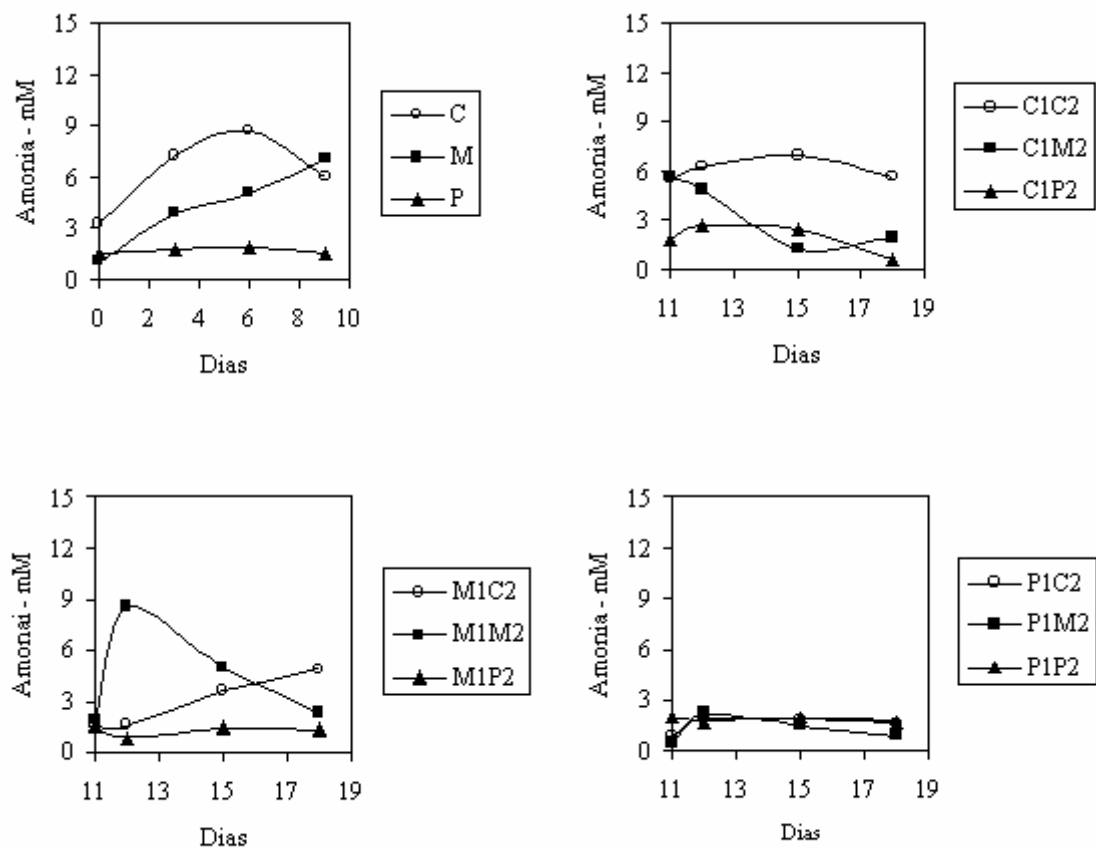 15
12
9
6
3
0
Amonia - mM
0 2 4 6 8 10
Dias
C
M
P
15
12
9
6
3
0
Amonia - mM
11 13 15 17 19
Dias
C1C2
C1M2
C1P2
15
12
9
6
3
0
Amonai - mM
11 13 15 17 19
Dias
M1C2
M1M2
M1P2
15
12
9
6
3
0
Amonia - mM
11 13 15 17 19
Dias
P1C2
P1M2
P1P2